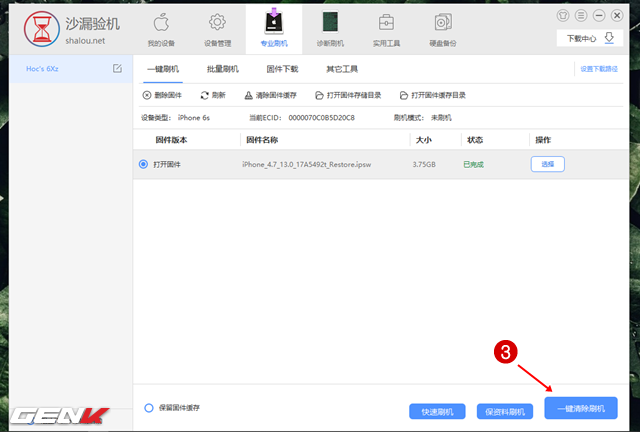 沙漏验机
shalou.net
我的设备 设备管理 专业刷机 诊断刷机 实用工具 硬盘备份
下载中心
Hoc's 6Xz
一键刷机 批量刷机 固件下载 其它工具 设置下载路径
删除固件 刷新 清除固件缓存 打开固件存储目录 打开固件缓存目录
设备类型: iPhone 6s 当前ECID: 0000070C0B5D20C8 刷机模式: 未刷机
固件版本 固件名称 大小 状态 操作
打开固件 iPhone_4.7_13.0_17A5492t_Restore.ipsw 3.75GB 已完成 选择
3
保留固件缓存 快速刷机 保资料刷机 一键清除刷机
GENK